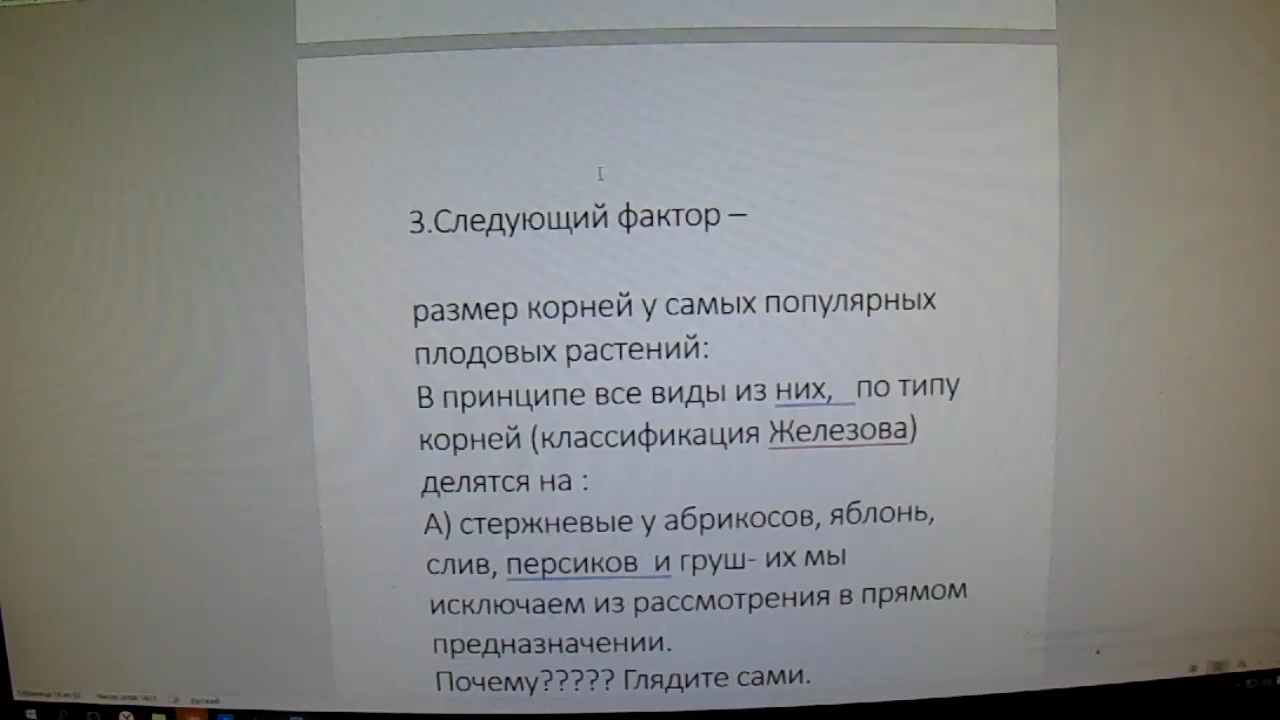 3.Следующий фактор –
размер корней у самых популярных
плодовых растений:
В принципе все виды из них, по типу
корней (классификация Железова)
делятся на :
А) стержневые у абрикосов, яблонь,
слив, персиков и груш- их мы
исключаем из рассмотрения в прямом
предназначении.
Почему????? Глядите сами.